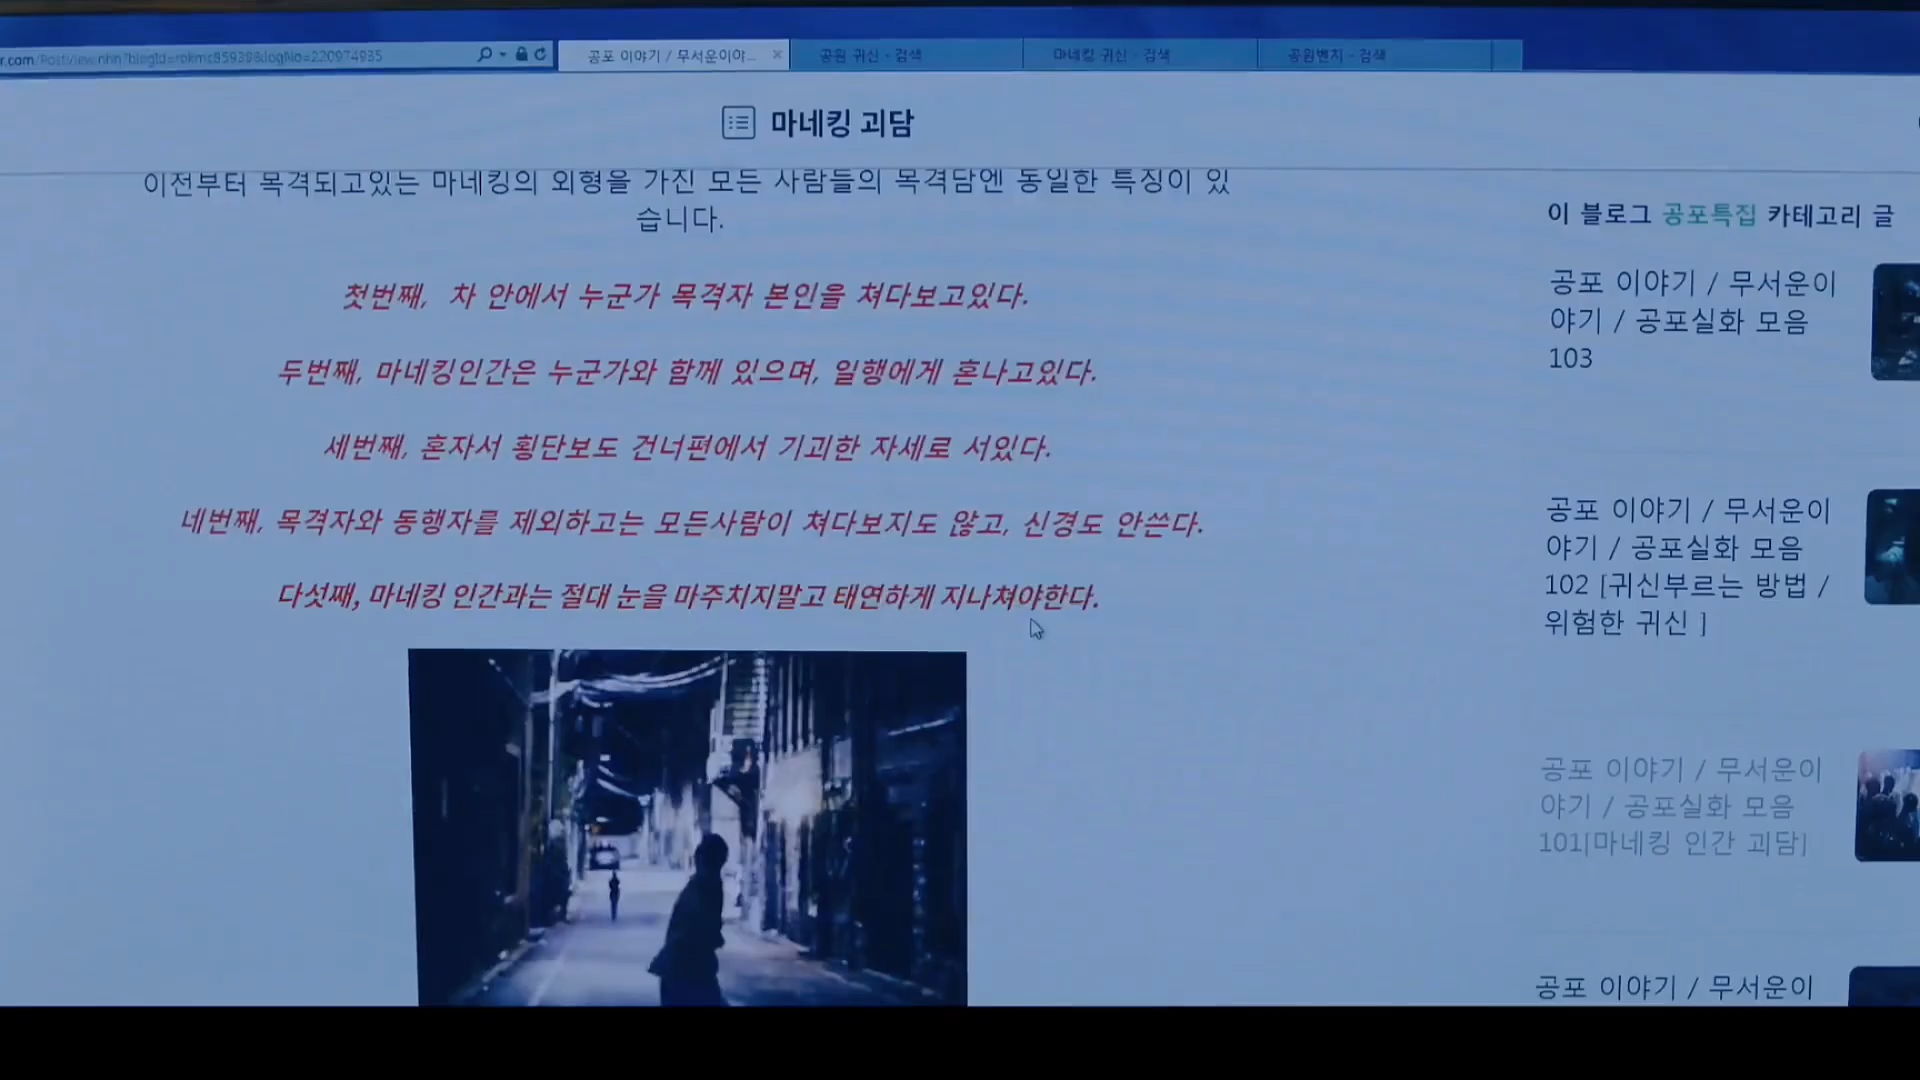 공포 이야기 / 무서운이야...
공원 귀신 - 검색
마네킹 귀신 - 검색
공원벤치 - 검색
마네킹 괴담
이전부터 목격되고있는 마네킹의 외형을 가진 모든 사람들의 목격담엔 동일한 특징이 있
습니다.
첫번째, 차 안에서 누군가 목격자 본인을 쳐다보고있다.
두번째, 마네킹인간은 누군가와 함께 있으며, 일행에게 혼나고있다.
세번째, 혼자서 횡단보도 건너편에서 기괴한 자세로 서있다.
네번째, 목격자와 동행자를 제외하고는 모든사람이 쳐다보지도 않고, 신경도 안쓴다.
다섯째, 마네킹 인간과는 절대 눈을 마주치지말고 태연하게 지나쳐야한다.
이 블로그 공포특집 카테고리 글
공포 이야기 / 무서운이
야기 / 공포실화 모음
103
공포 이야기 / 무서운이
야기 / 공포실화 모음
102 [귀신부르는 방법 /
위험한 귀신 ]
공포 이야기 / 무서운이
야기 / 공포실화 모음
101[마네킹 인간 괴담]
공포 이야기 / 무서운이